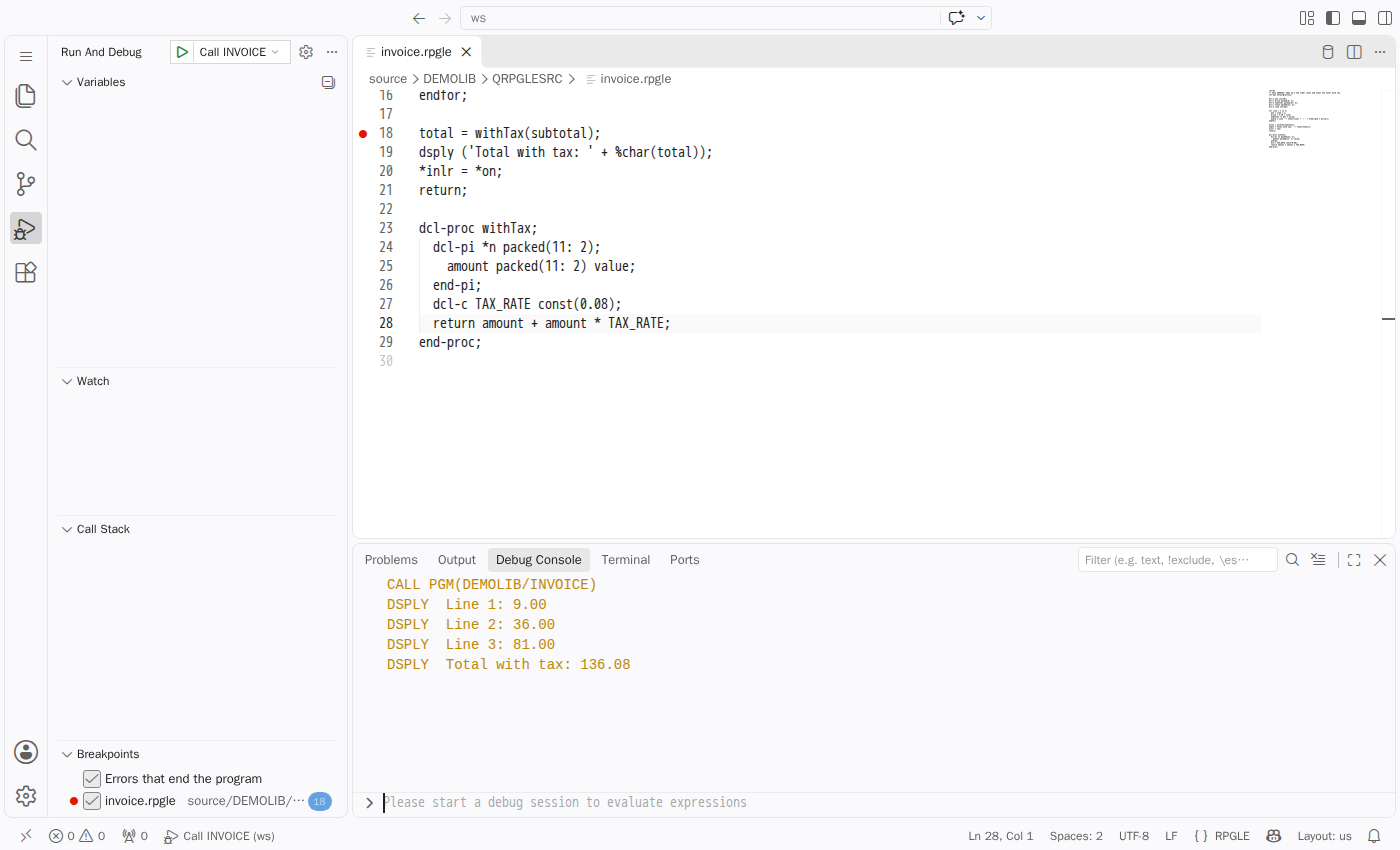 ws
Run And Debug
Call INVOICE
Variables
Watch
Call Stack
Breakpoints
Errors that end the program
invoice.rpgle source/DEMOLIB/··· 18
invoice.rpgle
source DEMOLIB QRPGLESRC invoice.rpgle
16 endfor;
17
18 total = withTax(subtotal);
19 dsply ('Total with tax: ' + %char(total));
20 *inlr = *on;
21 return;
22
23 dcl-proc withTax;
24 dcl-pi *n packed(11: 2);
25 amount packed(11: 2) value;
26 end-pi;
27 dcl-c TAX_RATE const(0.08);
28 return amount + amount * TAX_RATE;
29 end-proc;
30
Problems Output Debug Console Terminal Ports
Filter (e.g. text, !exclude, \es···
CALL PGM(DEMOLIB/INVOICE)
DSPLY Line 1: 9.00
DSPLY Line 2: 36.00
DSPLY Line 3: 81.00
DSPLY Total with tax: 136.08
Please start a debug session to evaluate expressions
0 0 0 Call INVOICE (ws)
Ln 28, Col 1 Spaces: 2 UTF-8 LF { } RPGLE Layout: us